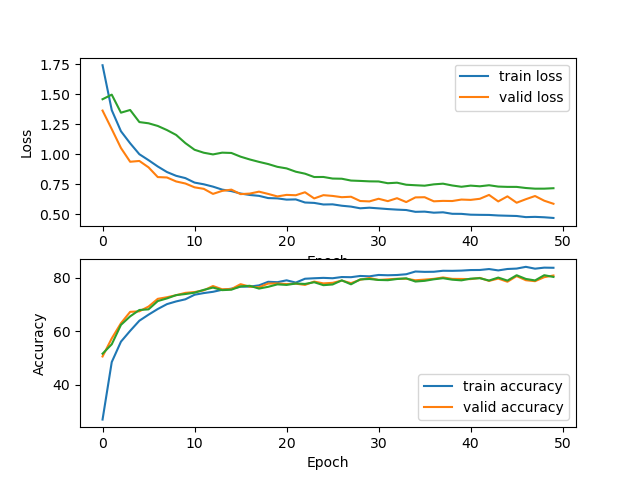 1.75
1.50
1.25
1.00
0.75
0.50
Loss
train loss
valid loss
0 10 20 30 40 50
Epoch
80
60
40
Accuracy
train accuracy
valid accuracy
0 10 20 30 40 50
Epoch